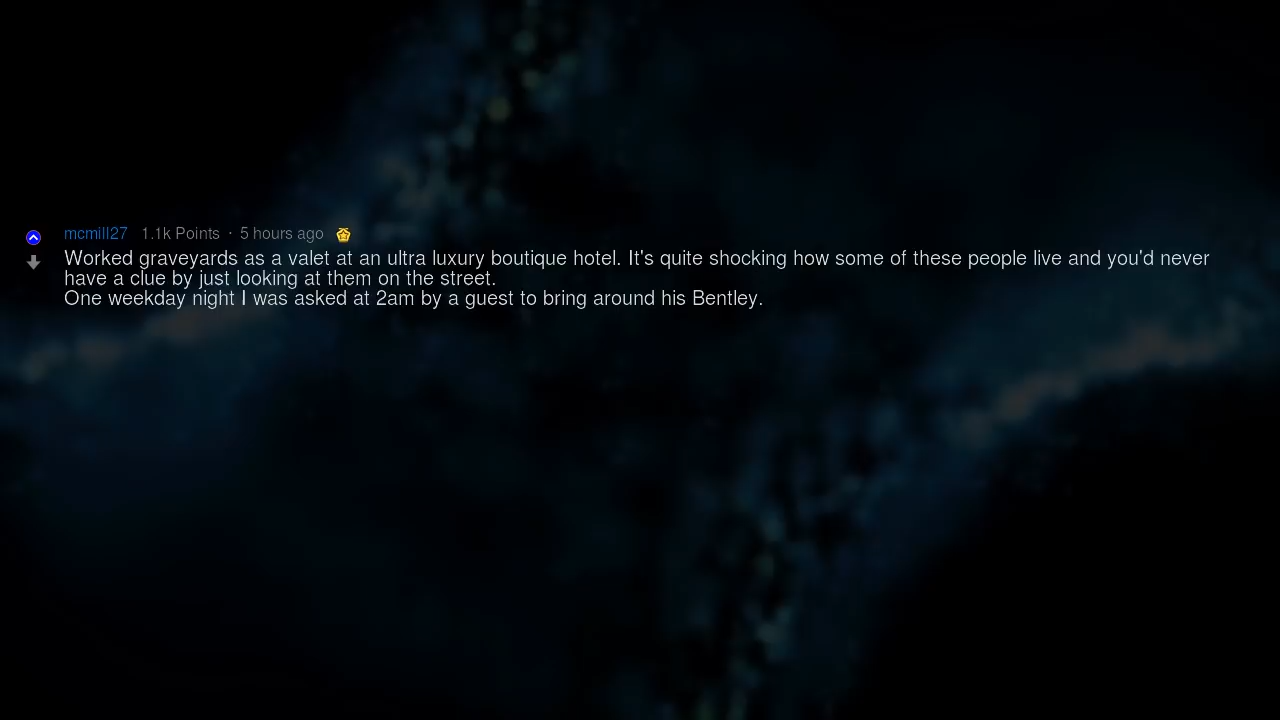 mcmill27 1.1k Points · 5 hours ago
Worked graveyards as a valet at an ultra luxury boutique hotel. It's quite shocking how some of these people live and you'd never
have a clue by just looking at them on the street.
One weekday night I was asked at 2am by a guest to bring around his Bentley.